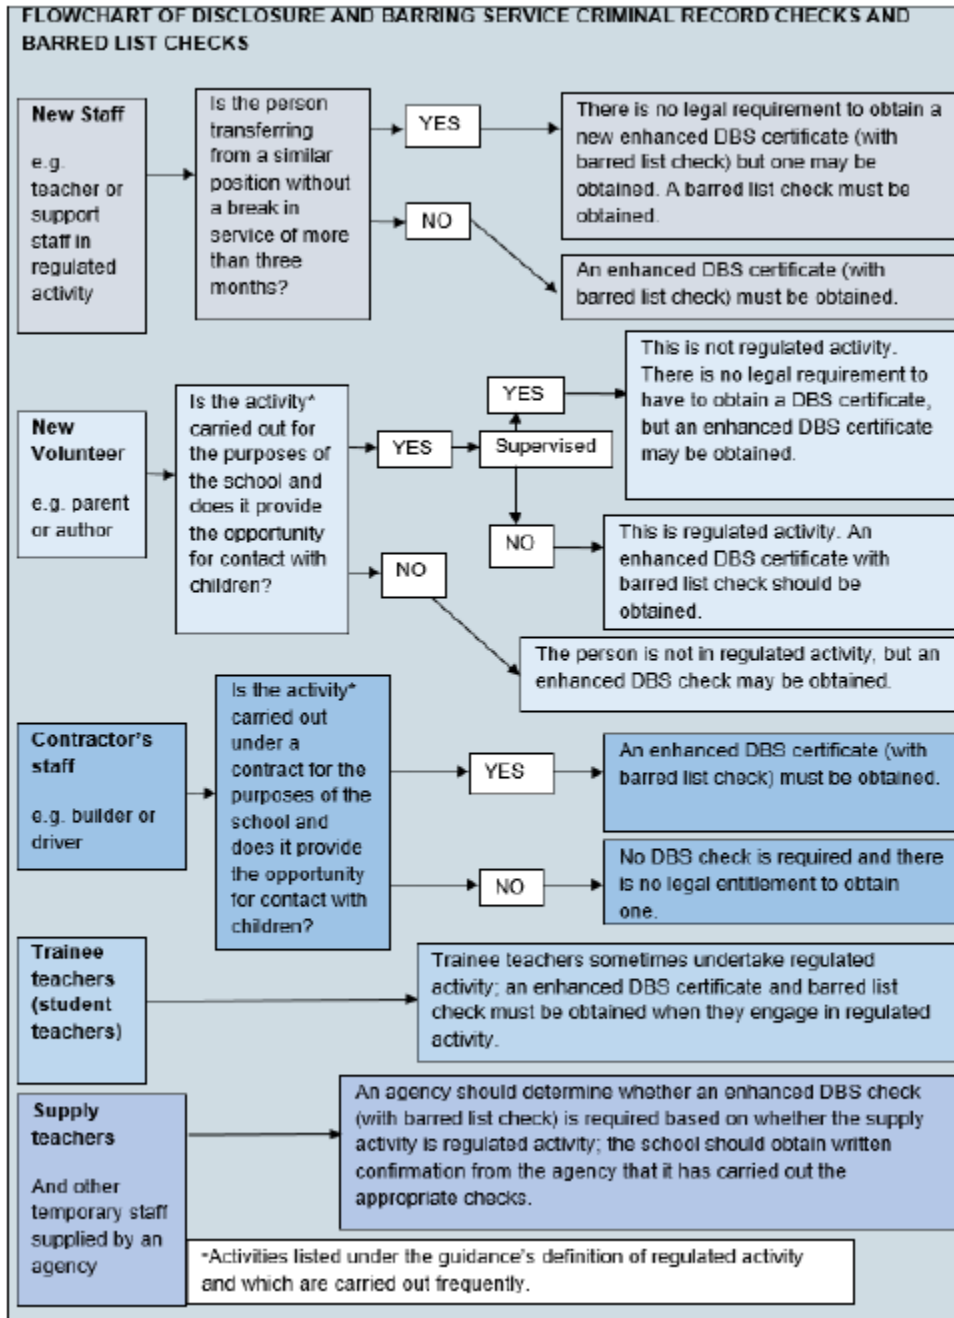 FLOWCHART OF DISCLOSURE AND BARRING SERVICE CRIMINAL RECORD CHECKS AND
BARRED LIST CHECKS
New Staff
e.g.
teacher or
support
staff in
regulated
activity
Is the person
transferring
from a similar
position without
a break in
service of more
than three
months?
YES
There is no legal requirement to obtain a
new enhanced DBS certificate (with
barred list check) but one may be
obtained. A barred list check must be
obtained.
NO
An enhanced DBS certificate (with
barred list check) must be obtained.
New
Volunteer
e.g. parent
or author
Is the activity*
carried out for
the purposes of
the school and
does it provide
the opportunity
for contact with
children?
YES
Supervised
YES
This is not regulated activity.
There is no legal requirement to
have to obtain a DBS certificate,
but an enhanced DBS certificate
may be obtained.
NO
This is regulated activity. An
enhanced DBS certificate with
barred list check should be
obtained.
NO
The person is not in regulated activity, but an
enhanced DBS check may be obtained.
Contractor's
staff
e.g. builder or
driver
Is the activity*
carried out
under a
contract for the
purposes of the
school and
does it provide
the opportunity
for contact with
children?
YES
An enhanced DBS certificate (with
barred list check) must be obtained.
NO
No DBS check is required and there
is no legal entitlement to obtain
one.
Trainee
teachers
(student
teachers)
Trainee teachers sometimes undertake regulated
activity; an enhanced DBS certificate and barred list
check must be obtained when they engage in regulated
activity.
Supply
teachers
And other
temporary staff
supplied by an
agency
An agency should determine whether an enhanced DBS check
(with barred list check) is required based on whether the supply
activity is regulated activity; the school should obtain written
confirmation from the agency that it has carried out the
appropriate checks.
*Activities listed under the guidance's definition of regulated activity
and which are carried out frequently.